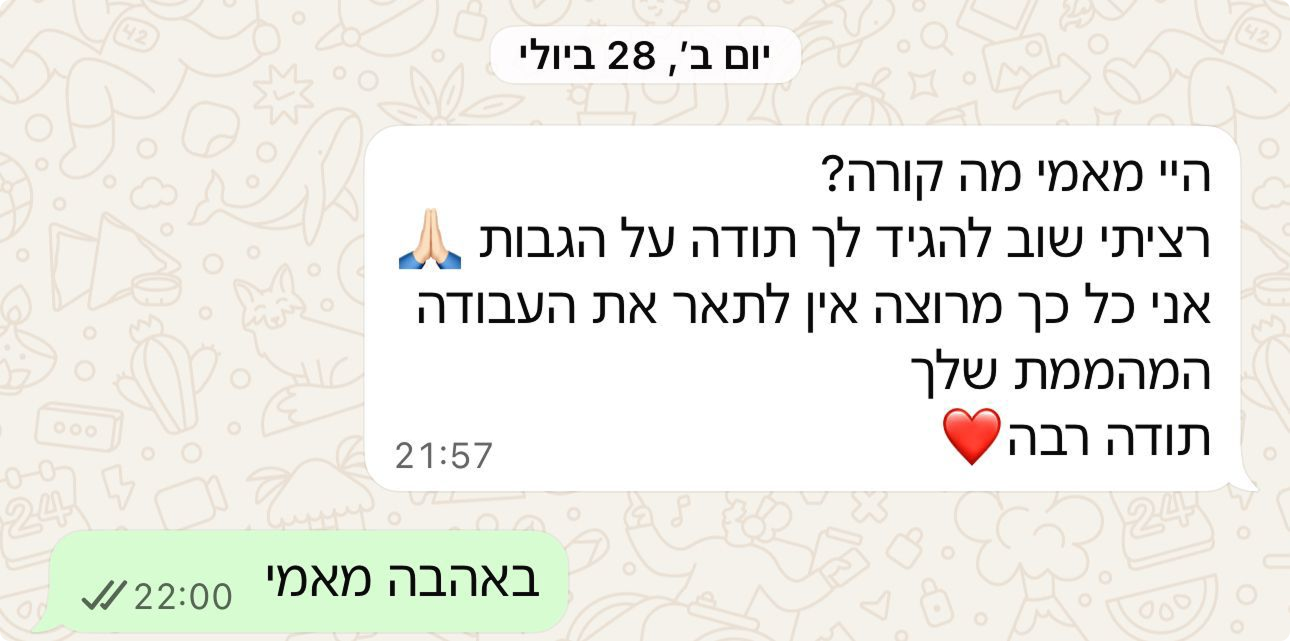 יום ב׳, 28 ביולי
היי מאמי מה קורה?
רציתי שוב להגיד לך תודה על הגבות 🙏🏻
אני כל כך מרוצה אין לתאר את העבודה
המהממת שלך
תודה רבה❤️
21:57
באהבה מאמי
22:00